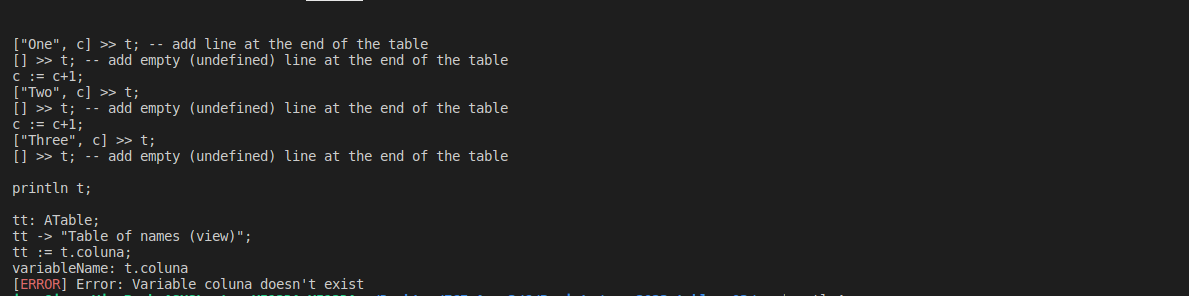 ["One", c] >> t; -- add line at the end of the table
[] >> t; -- add empty (undefined) line at the end of the table
c := c+1;
["Two", c] >> t;
[] >> t; -- add empty (undefined) line at the end of the table
c := c+1;
["Three", c] >> t;
[] >> t; -- add empty (undefined) line at the end of the table
println t;
tt: ATable;
tt -> "Table of names (view)";
tt := t.coluna;
variableName: t.coluna
[ERROR] Error: Variable coluna doesn't exist